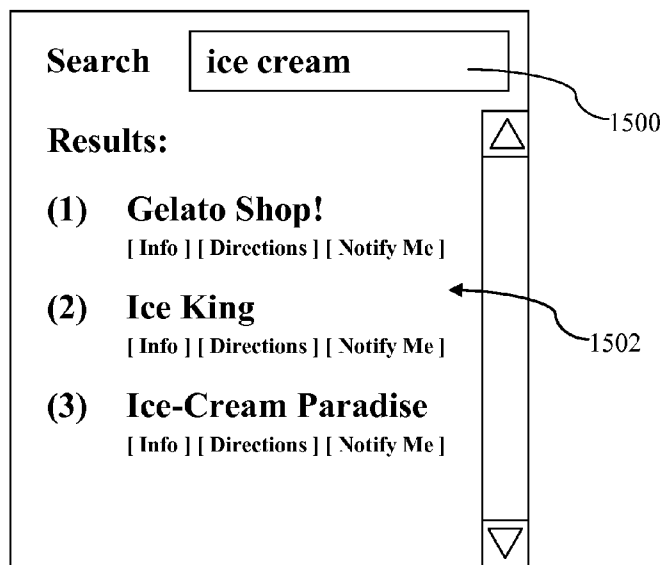 Search ice cream
1500
Results:
(1) Gelato Shop!
[ Info ] [ Directions ] [ Notify Me ]
(2) Ice King
[ Info ] [ Directions ] [ Notify Me ]
1502
(3) Ice-Cream Paradise
[ Info ] [ Directions ] [ Notify Me ]